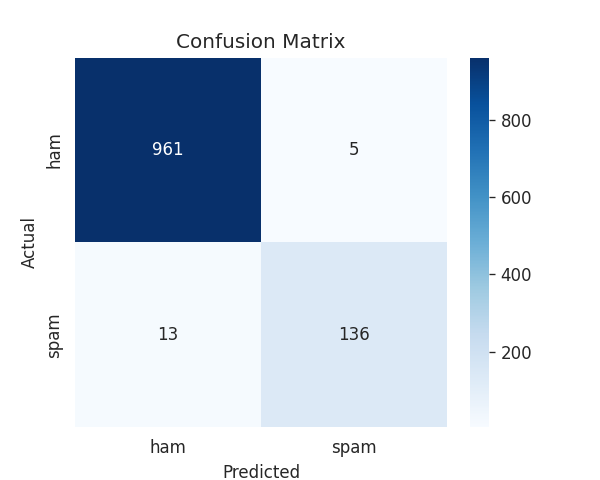 Confusion Matrix
Actual
ham
961
5
spam
13
136
ham
spam
Predicted
800
600
400
200